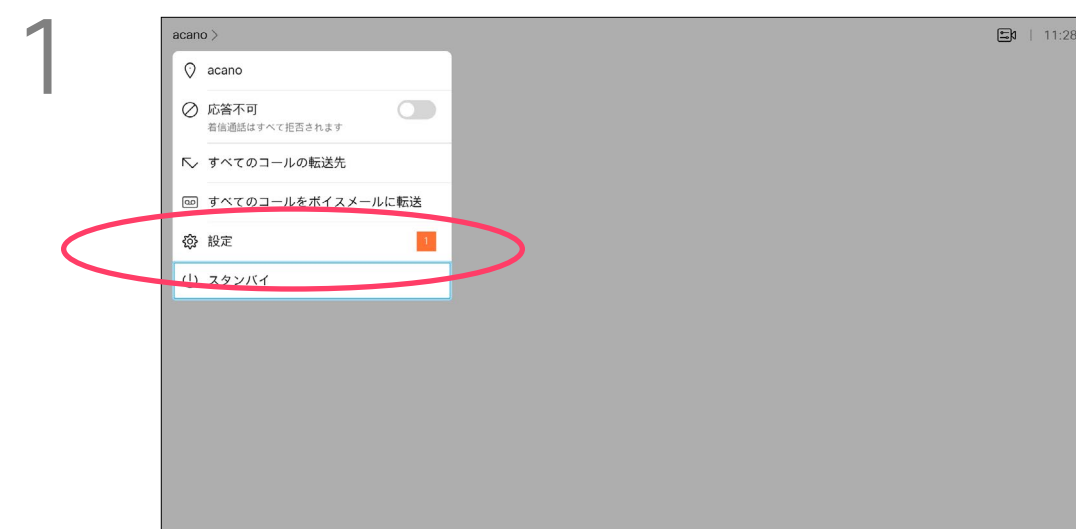 1
acano >
11:28
acano
応答不可
着信通話はすべて拒否されます
すべてのコールの転送先
すべてのコールをボイスメールに転送
設定
1
スタンバイ